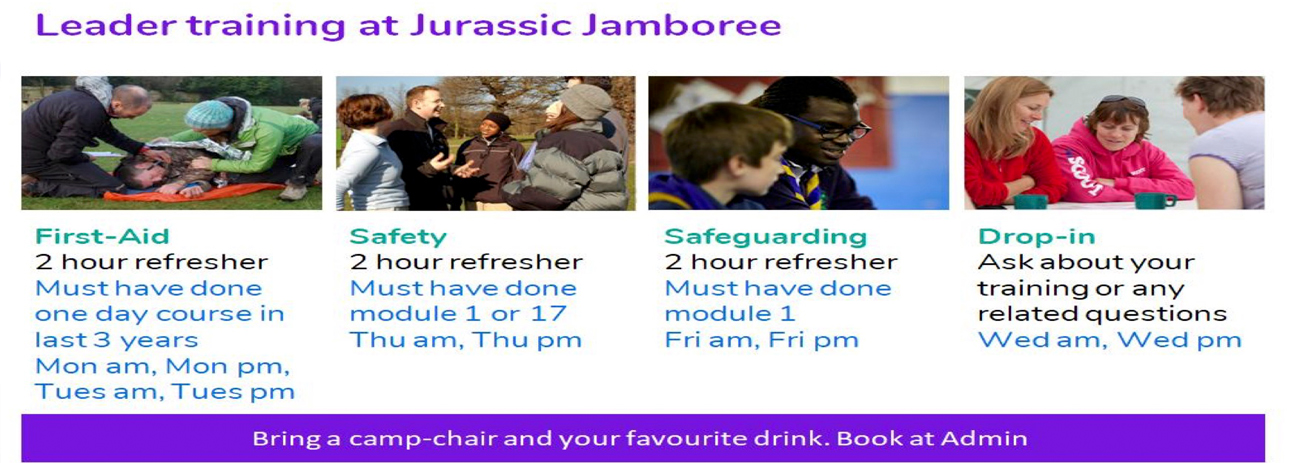 Leader training at Jurassic Jamboree
First-Aid
2 hour refresher
Must have done
one day course in
last 3 years
Mon am, Mon pm,
Tues am, Tues pm
Safety
2 hour refresher
Must have done
module 1 or 17
Thu am, Thu pm
Safeguarding
2 hour refresher
Must have done
module 1
Fri am, Fri pm
Scout
Drop-in
Ask about your
training or any
related questions
Wed am, Wed pm
Bring a camp-chair and your favourite drink. Book at Admin